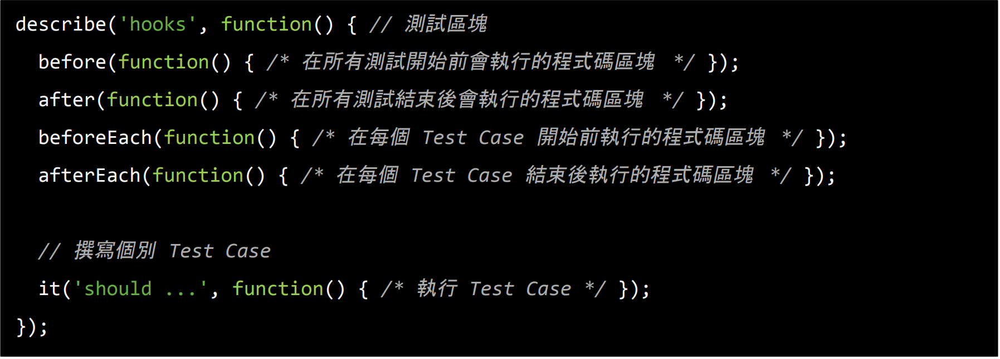 describe('hooks', function() { // 測試區塊
  before(function() { /* 在所有測試開始前會執行的程式碼區塊 */ });
  after(function() { /* 在所有測試結束後會執行的程式碼區塊 */ });
  beforeEach(function() { /* 在每個 Test Case 開始前執行的程式碼區塊 */ });
  afterEach(function() { /* 在每個 Test Case 結束後執行的程式碼區塊 */ });
  // 撰寫個別 Test Case
  it('should ...', function() { /* 執行 Test Case */ });
});